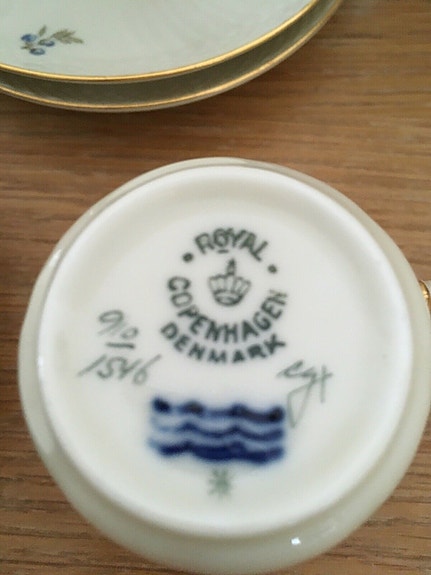 ROYAL
COPENHAGEN
DENMARK
910
1546